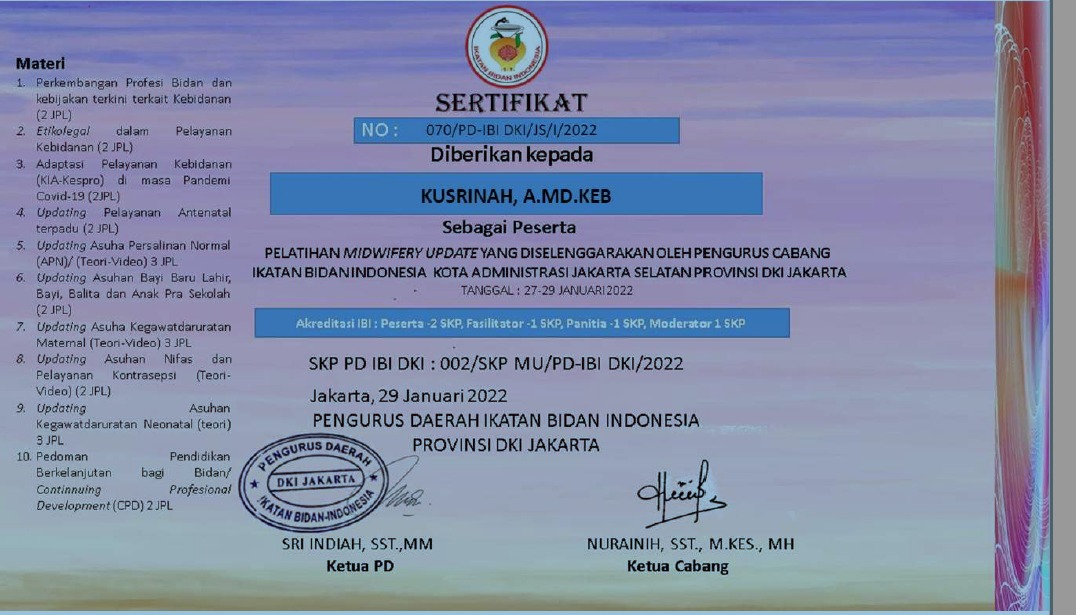 Materi
1. Perkembangan Profesi Bidan dan
kebijakan terkini terkait Kebidanan
(2 JPL)
2. Etikolegal dalam Pelayanan
Kebidanan (2 JPL)
3. Adaptasi Pelayanan Kebidanan
(KIA-Kespro) di masa Pandemi
Covid-19 (2JPL)
4. Updating Pelayanan Antenatal
terpadu (2 JPL)
5. Updating Asuha Persalinan Normal
(APN)/ (Teori-Video) 3 JPL
6. Updating Asuhan Bayi Baru Lahir,
Bayi, Balita dan Anak Pra Sekolah
(2 JPL)
7. Updating Asuha Kegawatdaruratan
Maternal (Teori-Video) 3 JPL
8. Updating Asuhan Nifas dan
Pelayanan Kontrasepsi (Teori-
Video) (2 JPL)
9. Updating Asuhan
Kegawatdaruratan Neonatal (teori)
3 JPL
10. Pedoman Pendidikan
Berkelanjutan bagi Bidan/
Continnuing Profesional
Development (CPD) 2 JPL
IKATAN BIDAN INDONESIA
SERTIFIKAT
NO : 070/PD-IBI DKI/JS/I/2022
Diberikan kepada
KUSRINAH, A.MD.KEB
Sebagai Peserta
PELATIHAN MIDWIFERY UPDATE YANG DISELENGGARAKAN OLEH PENGURUS CABANG
IKATAN BIDAN INDONESIA KOTA ADMINISTRASI JAKARTA SELATAN PROVINSI DKI JAKARTA
TANGGAL : 27-29 JANUARI 2022
Akreditasi IBI : Peserta -2 SKP, Fasilitator -1 SKP, Panitia -1 SKP, Moderator 1 SKP
SKP PD IBI DKI : 002/SKP MU/PD-IBI DKI/2022
Jakarta, 29 Januari 2022
PENGURUS DAERAH IKATAN BIDAN INDONESIA
PROVINSI DKI JAKARTA
PENGURUS DAERAH
DKI JAKARTA
IKATAN BIDAN-INDONESIA
SRI INDIAH, SST.,MM
Ketua PD
NURAINIH, SST., M.KES., MH
Ketua Cabang